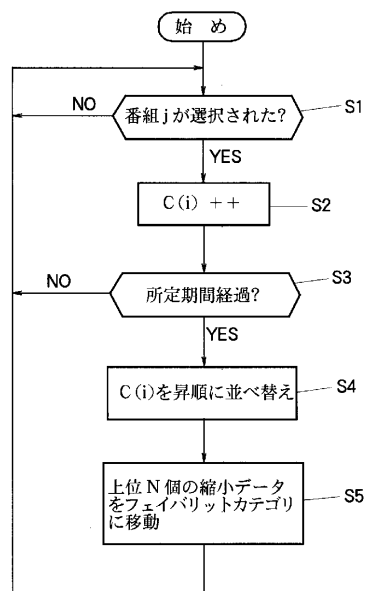 始 め
番組jが選択された?
S1
NO
YES
C(i) ++
S2
所定期間経過?
S3
NO
YES
C(i)を昇順に並べ替え
S4
上位N個の縮小データ
をフェイバリットカテゴリ
に移動
S5